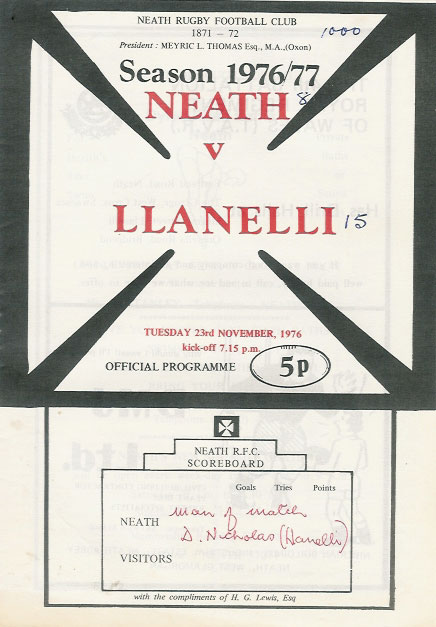 NEATH RUGBY FOOTBALL CLUB
1871 – 72
1000
President : MEYRIC L. THOMAS Esq., M.A.,(Oxon)
Season 1976/77
NEATH 8
v
LLANELLI 15
TUESDAY 23rd NOVEMBER, 1976
kick-off 7.15 p.m.
OFFICIAL PROGRAMME 5p
NEATH R.F.C.
SCOREBOARD
Goals Tries Points
NEATH man of match
D. Nicholas (Llanelli)
VISITORS
with the compliments of H. G. Lewis, Esq